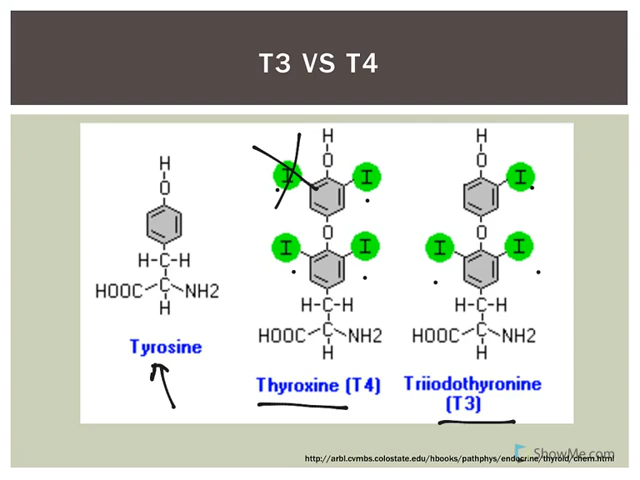 T3 VS T4
H
O
H-C-H
HOOC-C-NH2
H
Tyrosine
H
O
I I
O
I I
H-C-H
HOOC-C-NH2
H
Thyroxine (T4)
H
O
I
O
I I
H-C-H
HOOC-C-NH2
H
Triiodothyronine
(T3)
ShowMe.com
http://arbl.cvmbs.colostate.edu/hbooks/pathphys/endocrine/thyroid/chem.html